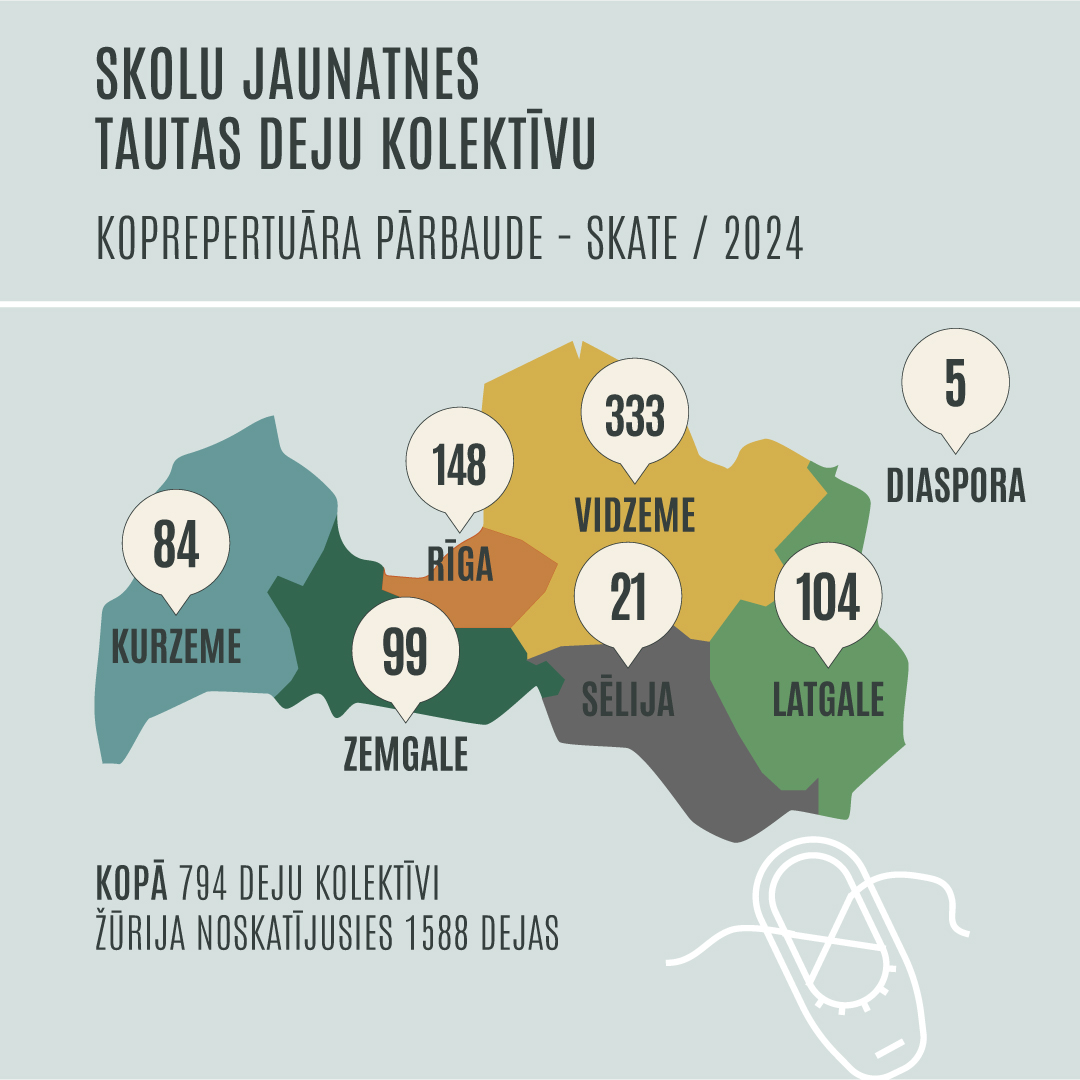 SKOLU JAUNATNES
TAUTAS DEJU KOLEKTĪVU
KOPREPERTUĀRA PĀRBAUDE - SKATE / 2024
5
DIASPORA
333
VIDZEME
148
RĪGA
84
KURZEME
21
SĒLIJA
104
LATGALE
99
ZEMGALE
KOPĀ 794 DEJU KOLEKTĪVI
ŽŪRIJA NOSKATĪJUSIES 1588 DEJAS